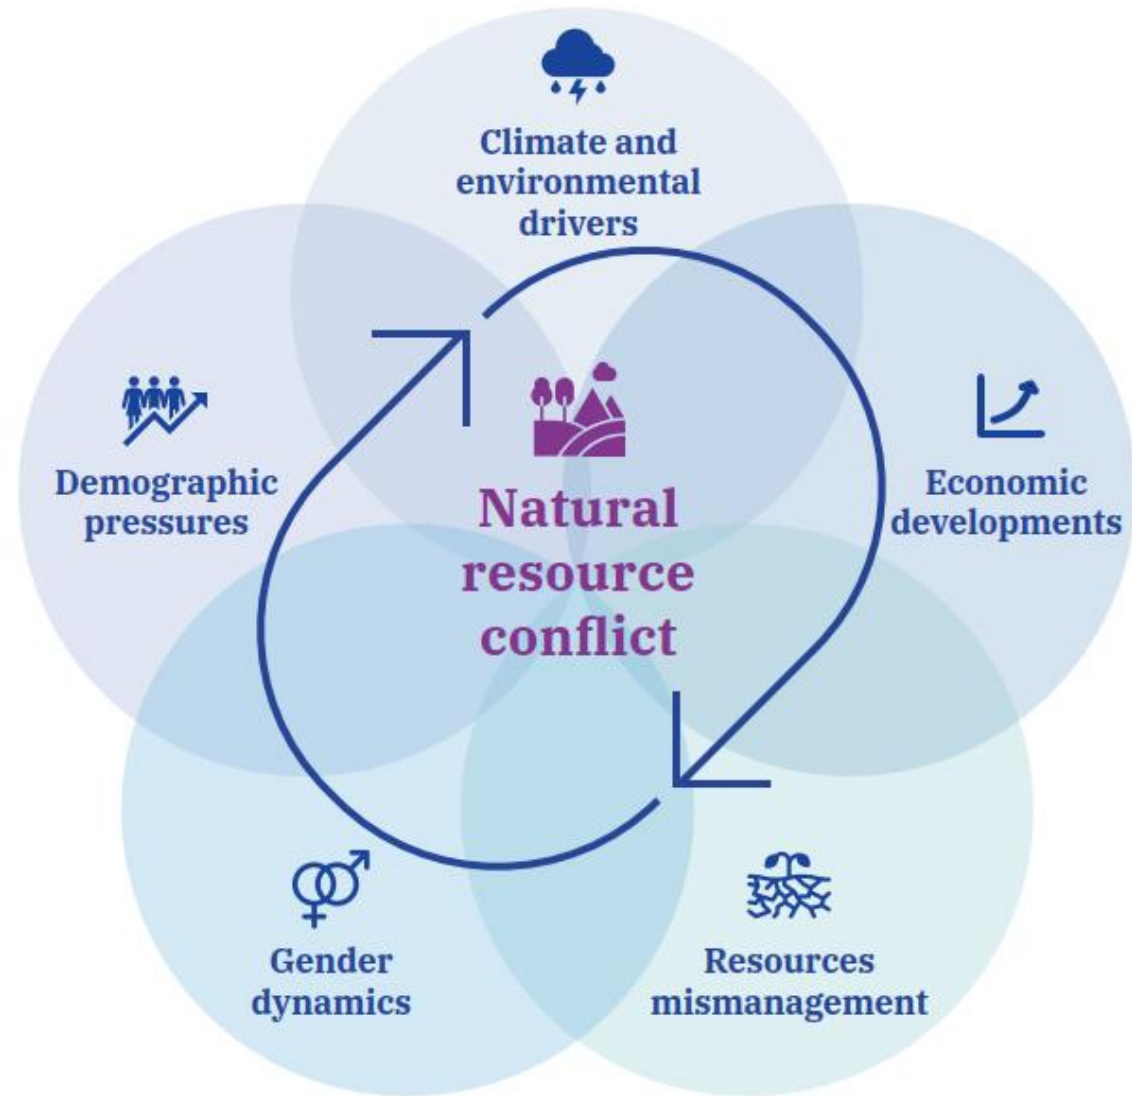 Climate and
environmental
drivers
Demographic
pressures
Economic
developments
Natural
resource
conflict
Gender
dynamics
Resources
mismanagement